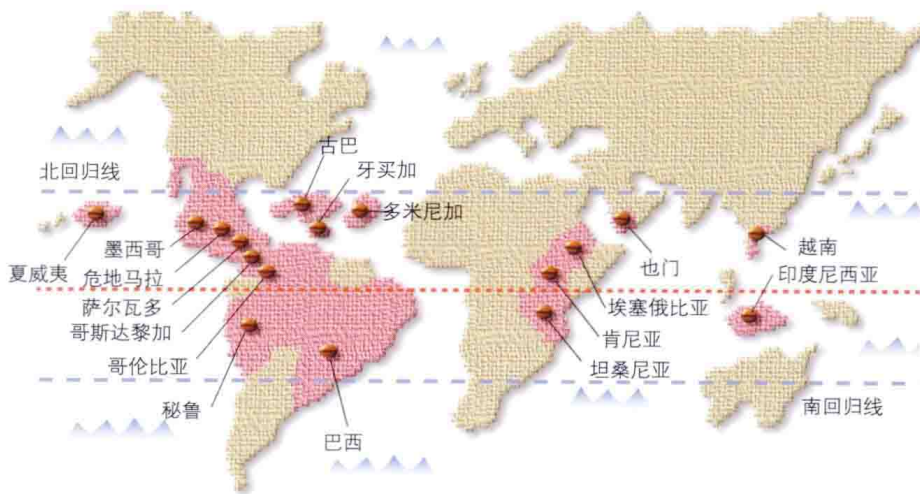 古巴
牙买加
北回归线
多米尼加
墨西哥
越南
夏威夷
也门
危地马拉
印度尼西亚
萨尔瓦多
埃塞俄比亚
哥斯达黎加
肯尼亚
哥伦比亚
坦桑尼亚
秘鲁
南回归线
巴西